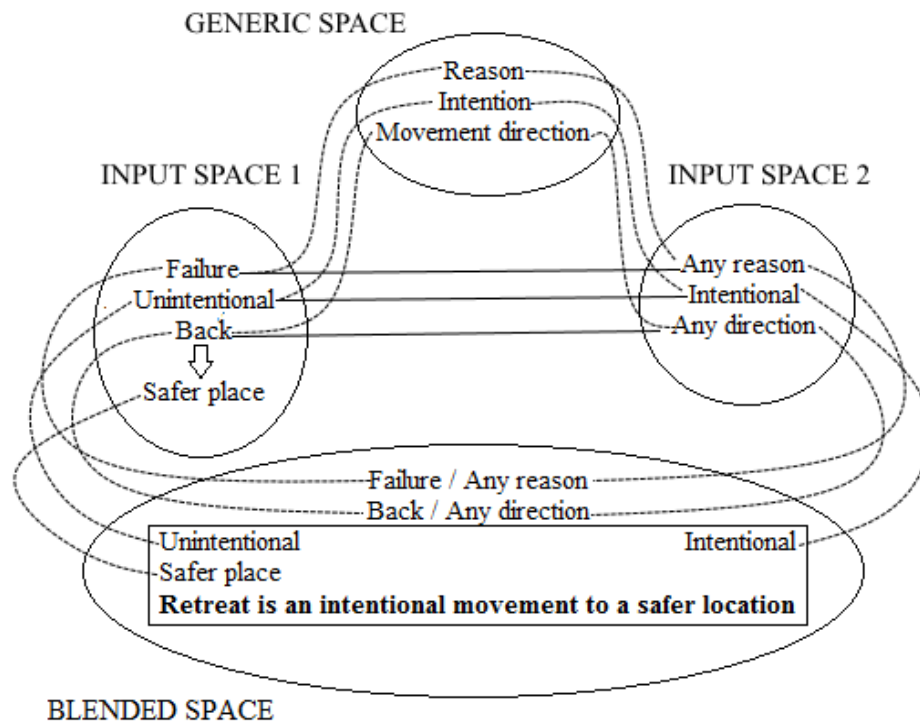 GENERIC SPACE
Reason
Intention
Movement direction
INPUT SPACE 1
INPUT SPACE 2
Failure
Unintentional
Back
Safer place
Any reason
Intentional
Any direction
Failure / Any reason
Back / Any direction
Unintentional
Intentional
Safer place
Retreat is an intentional movement to a safer location
BLENDED SPACE